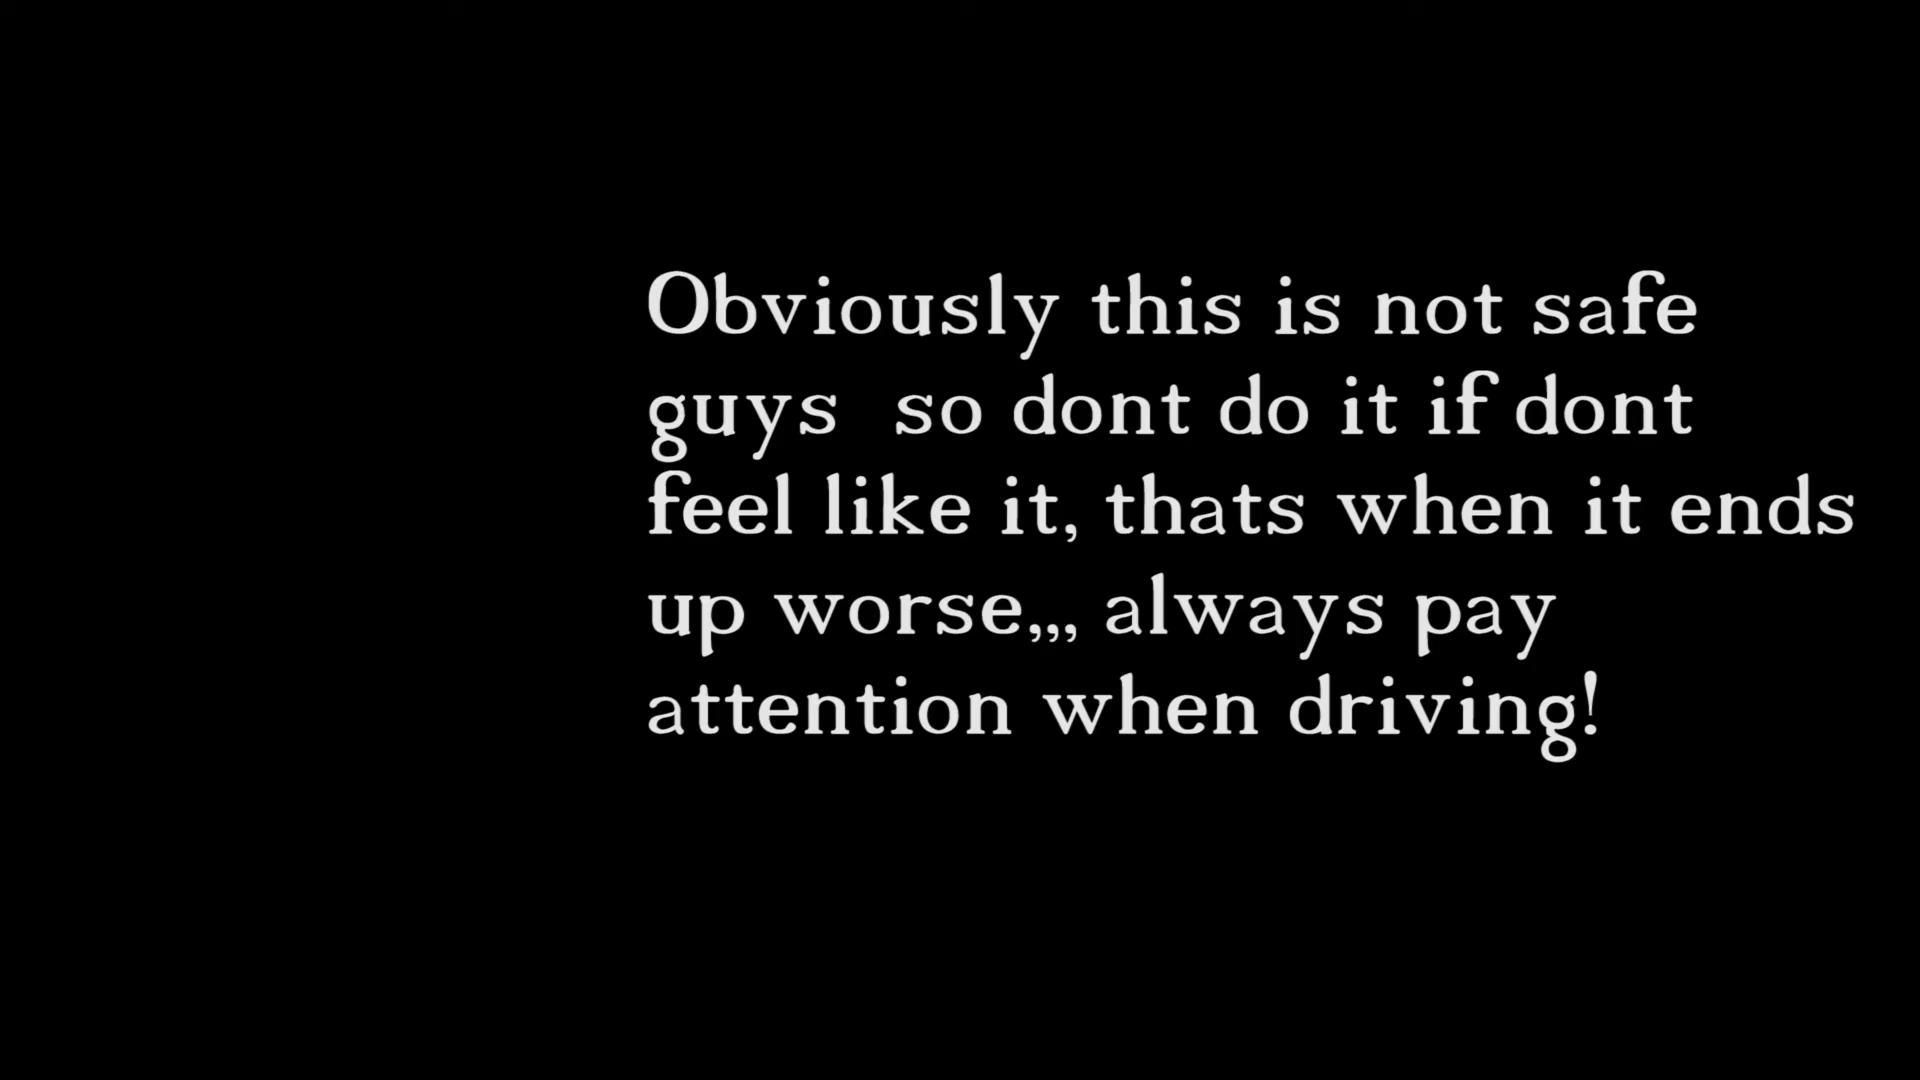 Obviously this is not safe
guys  so dont do it if dont
feel like it, thats when it ends
up worse,,, always pay
attention when driving!